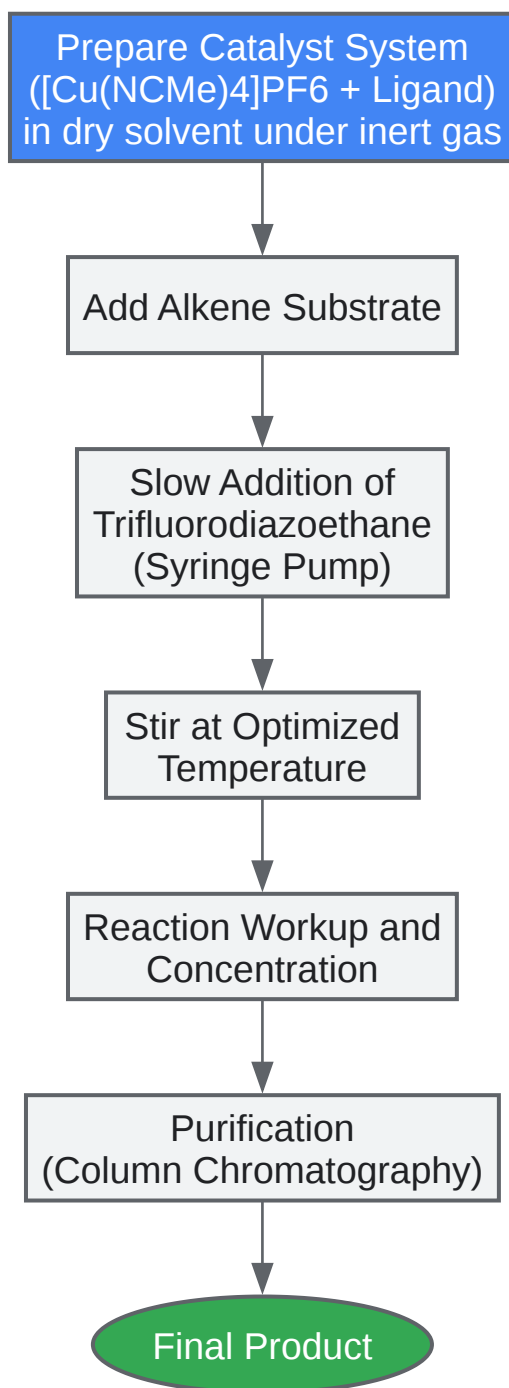 Prepare Catalyst System
([Cu(NCMe)4]PF6 + Ligand)
in dry solvent under inert gas
Add Alkene Substrate
Slow Addition of
Trifluorodiazoethane
(Syringe Pump)
Stir at Optimized
Temperature
Reaction Workup and
Concentration
Purification
(Column Chromatography)
Final Product